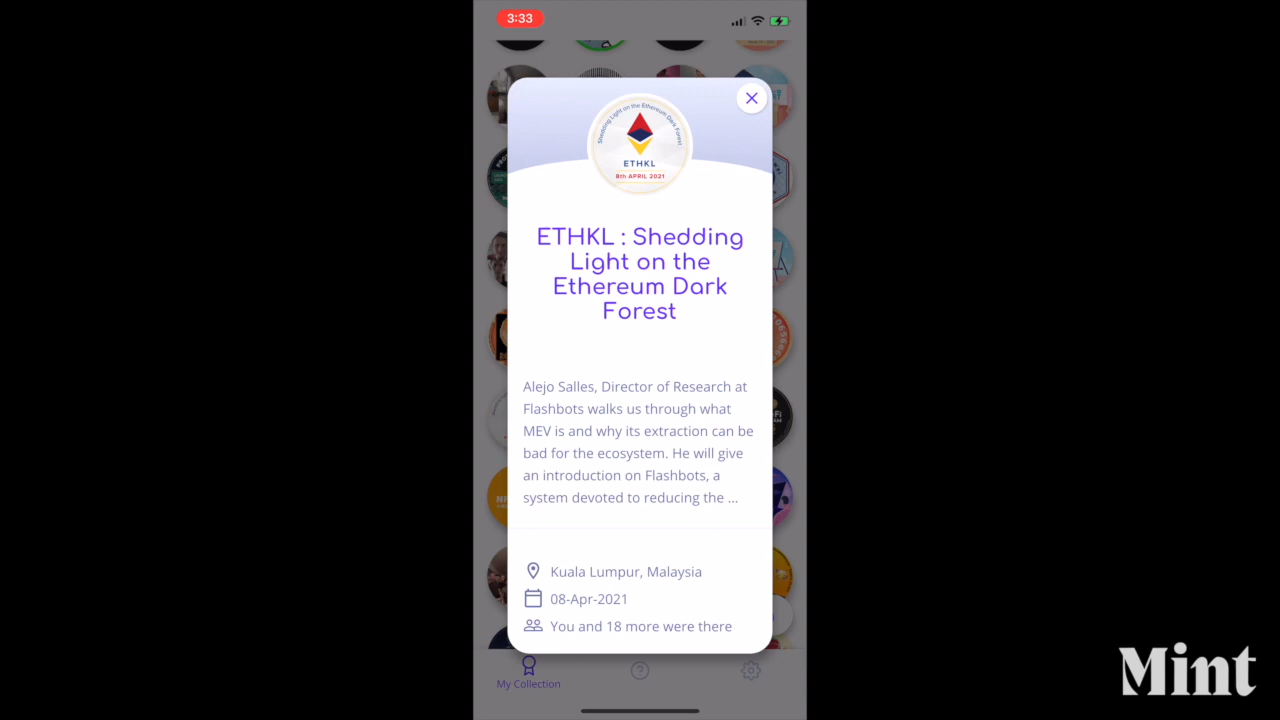 3:33
Shedding Light on the Ethereum Dark Forest
ETHKL
8th APRIL 2021
ETHKL : Shedding
Light on the
Ethereum Dark
Forest
Alejo Salles, Director of Research at
Flashbots walks us through what
MEV is and why its extraction can be
bad for the ecosystem. He will give
an introduction on Flashbots, a
system devoted to reducing the ...
Kuala Lumpur, Malaysia
08-Apr-2021
You and 18 more were there
My Collection
Mint